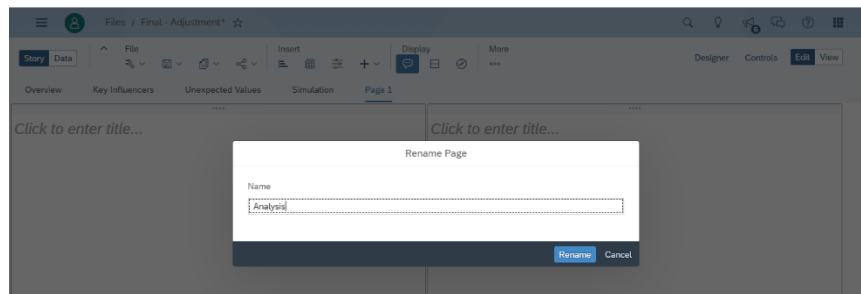 Files / Final - Adjustment*
Story Data File Insert Display More Designer Controls Edit View
Overview Key Influencers Unexpected Values Simulation Page 1
Click to enter title... Click to enter title...
Rename Page
Name
Analysis
Rename Cancel